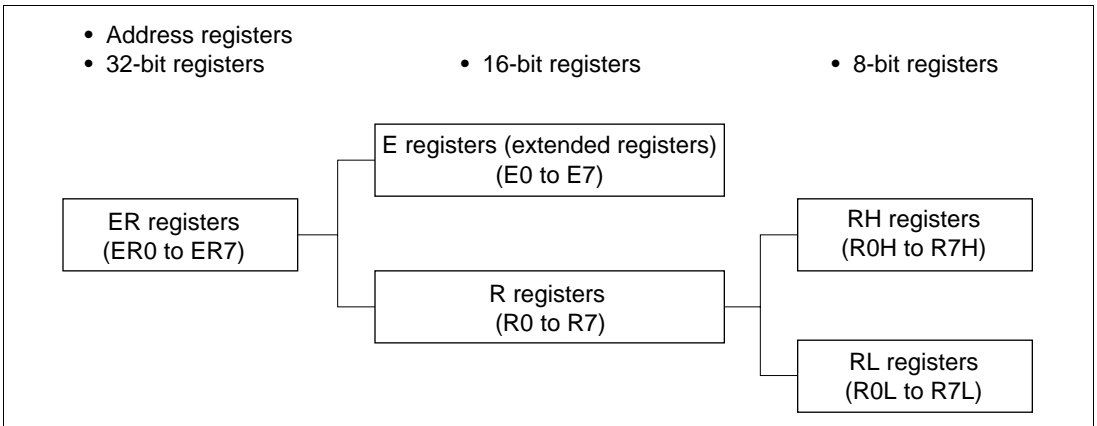 • Address registers
• 32-bit registers
• 16-bit registers
• 8-bit registers
E registers (extended registers)
(E0 to E7)
ER registers
(ER0 to ER7)
RH registers
(R0H to R7H)
R registers
(R0 to R7)
RL registers
(R0L to R7L)